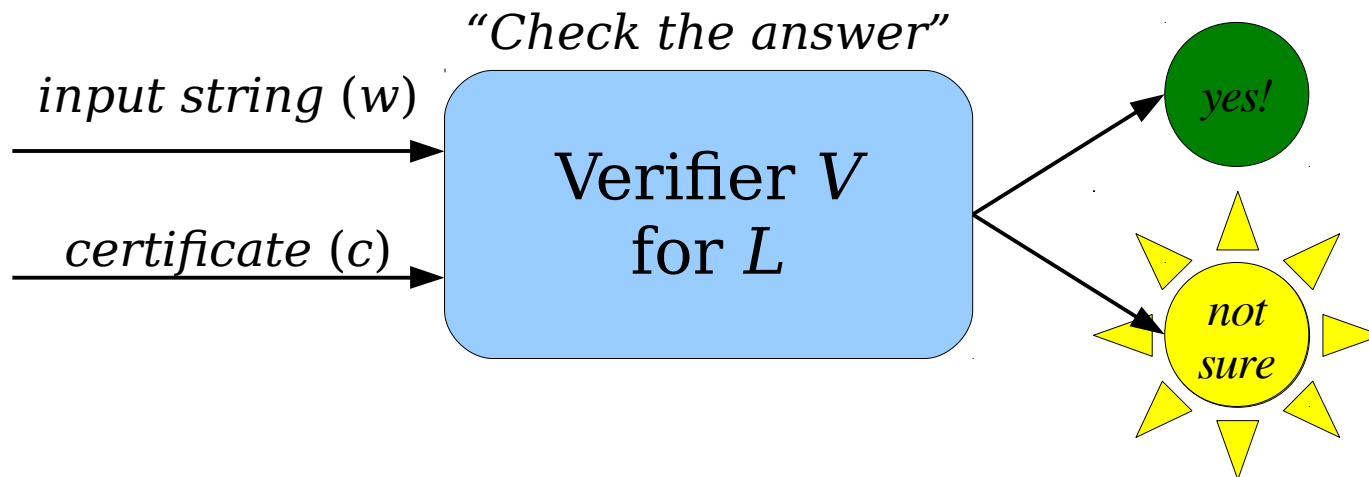 “Check the answer”
input string (w)
certificate (c)
Verifier V
for L
yes!
not
sure